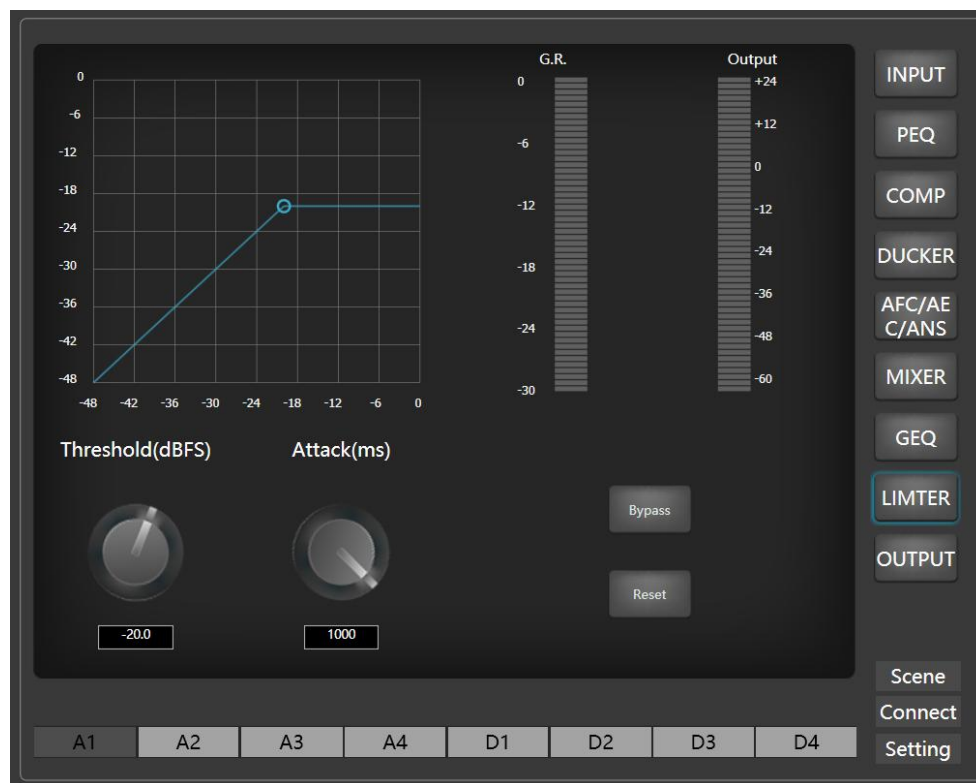 G.R.
Output
0
-6
-12
-18
-24
-30
-36
-42
-48
-48 -42 -36 -30 -24 -18 -12 -6 0
0
-6
-12
-18
-24
-30
+24
+12
0
-12
-24
-36
-48
-60
Threshold(dBFS)
Attack(ms)
-20.0
1000
Bypass
Reset
INPUT
PEQ
COMP
DUCKER
AFC/AE
C/ANS
MIXER
GEQ
LIMTER
OUTPUT
Scene
Connect
Setting
A1 A2 A3 A4 D1 D2 D3 D4